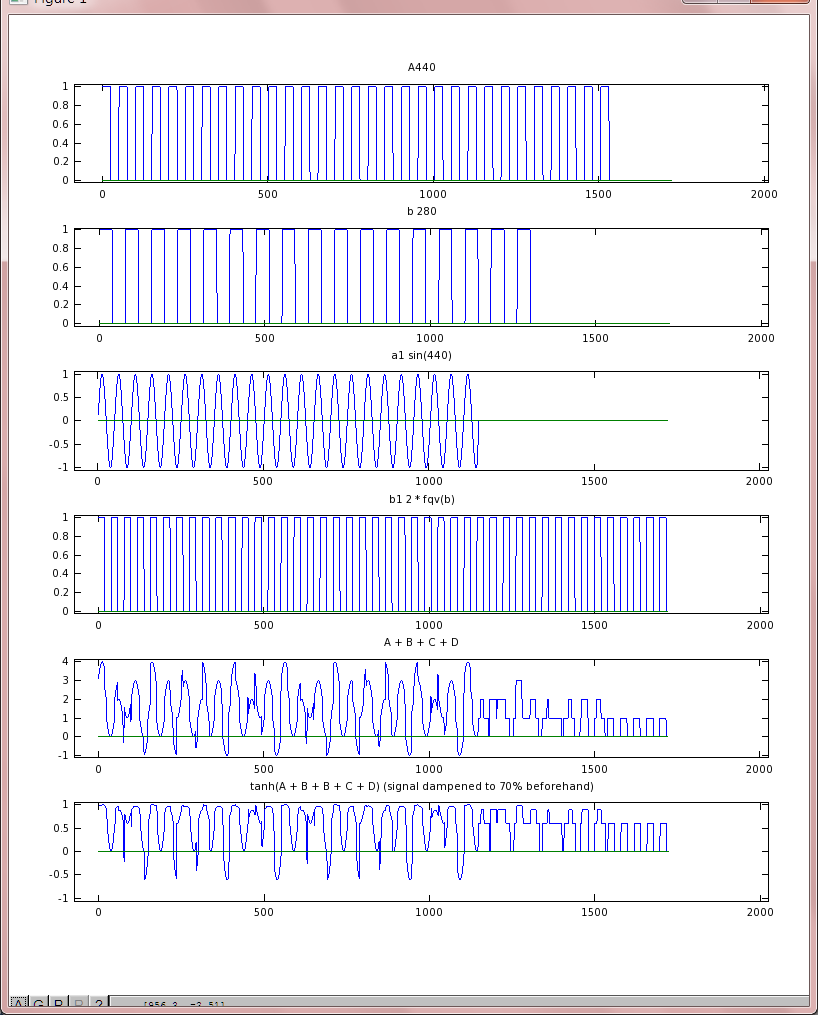 Figure 1
A440
1
0.8
0.6
0.4
0.2
0
0 500 1000 1500 2000
b 280
1
0.8
0.6
0.4
0.2
0
0 500 1000 1500 2000
a1 sin(440)
1
0.5
0
-0.5
-1
0 500 1000 1500 2000
b1 2 * fqv(b)
1
0.8
0.6
0.4
0.2
0
0 500 1000 1500 2000
A + B + C + D
4
3
2
1
0
-1
0 500 1000 1500 2000
tanh(A + B + B + C + D) (signal dampened to 70% beforehand)
1
0.5
0
-0.5
-1
0 500 1000 1500 2000
A G P P ?